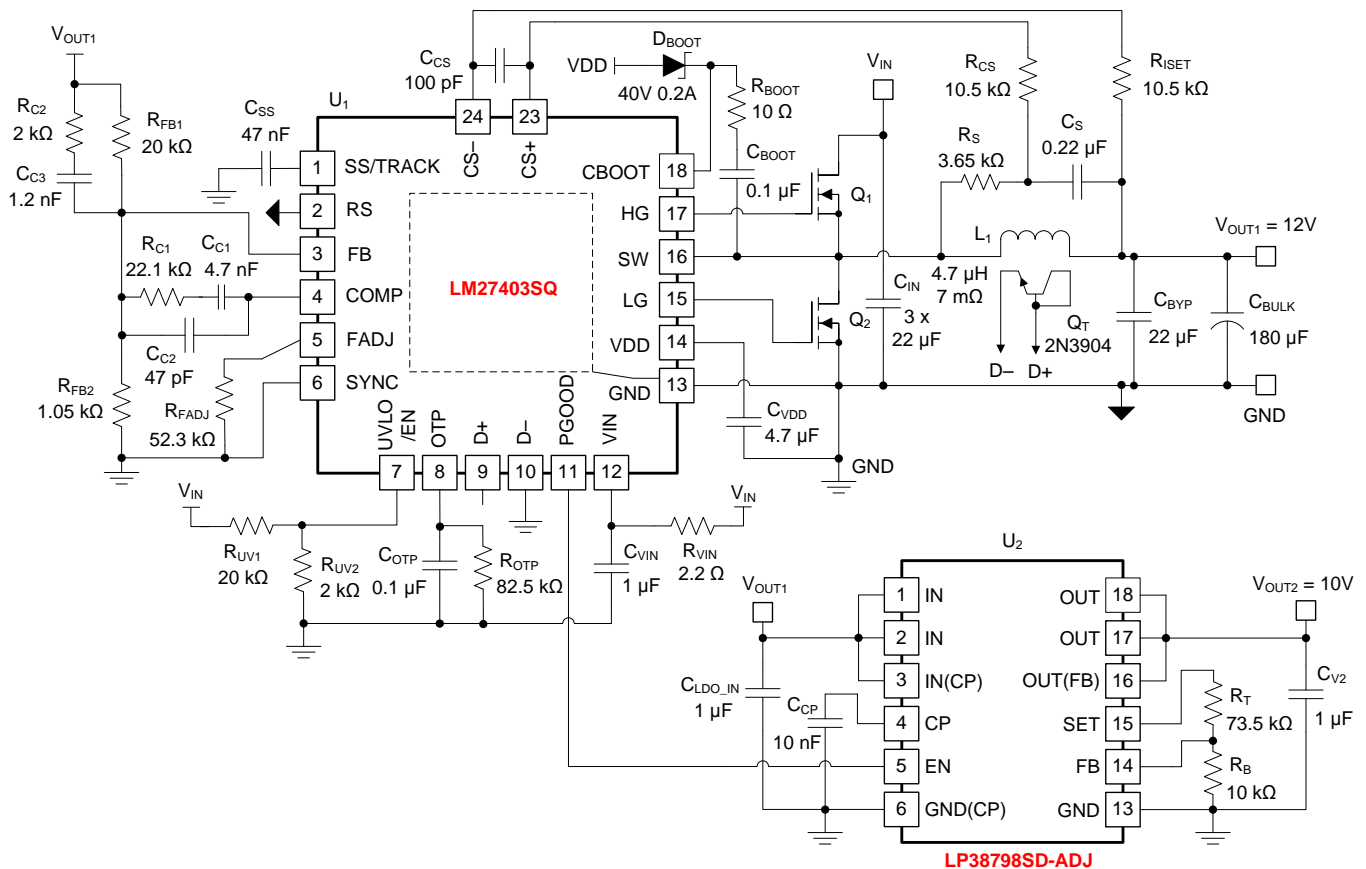 VOUT1
RC2
2 kΩ
RFB1
20 kΩ
CC3
1.2 nF
CSS
47 nF
U1
CCS
100 pF
24
23
CS–
CS+
DBOOT
VDD
40V 0.2A
RBOOT
10 Ω
CBOOT
0.1 µF
VIN
RCS
10.5 kΩ
RISET
10.5 kΩ
RS
3.65 kΩ
CS
0.22 µF
1
SS/TRACK
2
RS
3
FB
4
COMP
5
FADJ
6
SYNC
LM27403SQ
CBOOT
18
HG
17
SW
16
LG
15
VDD
14
GND
13
RC1
22.1 kΩ
CC1
4.7 nF
CC2
47 pF
RFB2
1.05 kΩ
RFADJ
52.3 kΩ
UVLO
/EN
OTP
D+
D–
PGOOD
VIN
7
8
9
10
11
12
Q1
Q2
CIN
3 x
22 µF
L1
4.7 µH
7 mΩ
QT
2N3904
D–
D+
CBYP
22 µF
CBULK
180 µF
VOUT1 = 12V
GND
CVDD
4.7 µF
GND
VIN
RUV1
20 kΩ
RUV2
2 kΩ
COTP
0.1 µF
ROTP
82.5 kΩ
CVIN
1 µF
RVIN
2.2 Ω
VIN
U2
VOUT1
CLDO_IN
1 µF
CCP
10 nF
1
IN
2
IN
3
IN(CP)
4
CP
5
EN
6
GND(CP)
OUT
18
OUT
17
OUT(FB)
16
SET
15
FB
14
GND
13
VOUT2 = 10V
RT
73.5 kΩ
RB
10 kΩ
CV2
1 µF
LP38798SD-ADJ